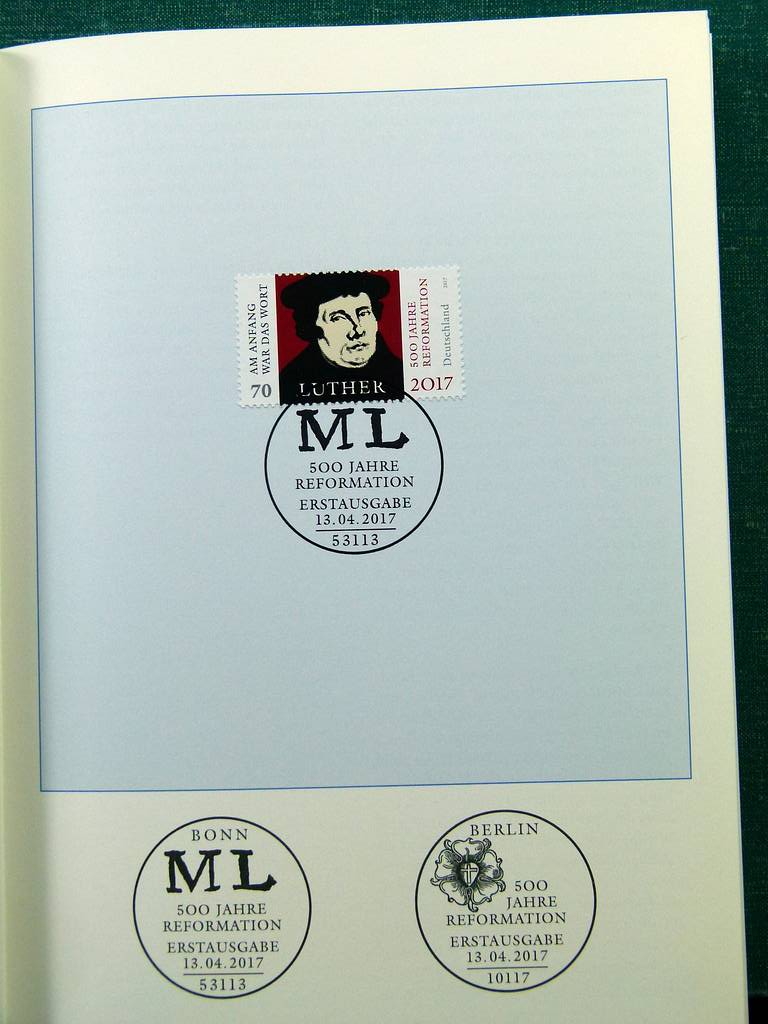 AM ANFANG
WAR DAS WORT
70
LUTHER
500 JAHRE
REFORMATION
2017
Deutschland
2017
ML
500 JAHRE
REFORMATION
ERSTAUSGABE
13.04.2017
53113
BONN
ML
500 JAHRE
REFORMATION
ERSTAUSGABE
13.04.2017
53113
BERLIN
500
JAHRE
REFORMATION
ERSTAUSGABE
13.04.2017
10117